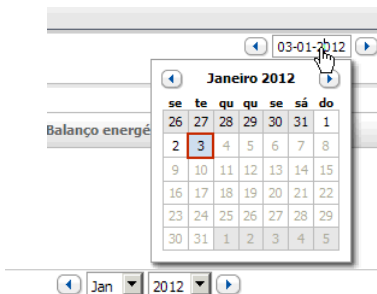 03-01-2012
Janeiro 2012
se te qu qu se sá do
26 27 28 29 30 31 1
Balanço energé
2 3 4 5 6 7 8
9 10 11 12 13 14 15
16 17 18 19 20 21 22
23 24 25 26 27 28 29
30 31 1 2 3 4 5
Jan 2012